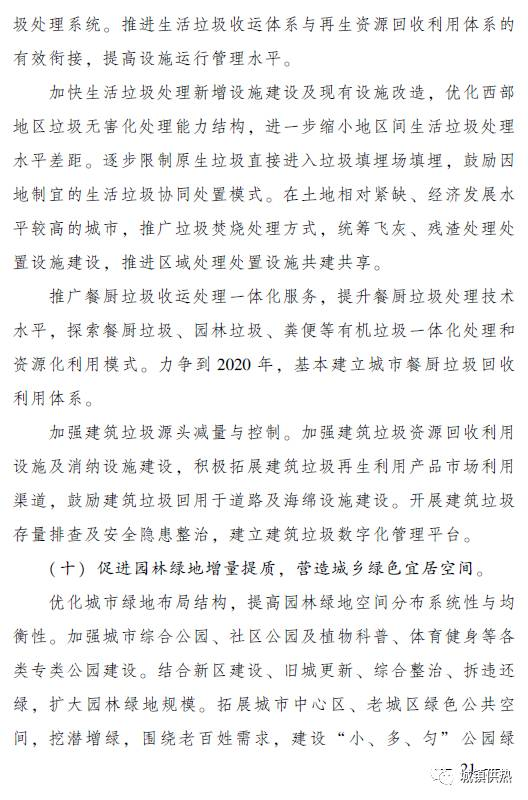 圾处理系统。推进生活垃圾收运体系与再生资源回收利用体系的
有效衔接，提高设施运行管理水平。
加快生活垃圾处理新增设施建设及现有设施改造，优化西部
地区垃圾无害化处理能力结构，进一步缩小地区间生活垃圾处理
水平差距。逐步限制原生垃圾直接进入垃圾填埋场填埋，鼓励因
地制宜的生活垃圾协同处置模式。在土地相对紧缺、经济发展水
平较高的城市，推广垃圾焚烧处理方式，统筹飞灰、残渣处理处
置设施建设，推进区域处理处置设施共建共享。
推广餐厨垃圾收运处理一体化服务，提升餐厨垃圾处理技术
水平，探索餐厨垃圾、园林垃圾、粪便等有机垃圾一体化处理和
资源化利用模式。力争到 2020 年，基本建立城市餐厨垃圾回收
利用体系。
加强建筑垃圾源头减量与控制。加强建筑垃圾资源回收利用
设施及消纳设施建设，积极拓展建筑垃圾再生利用产品市场利用
渠道，鼓励建筑垃圾回用于道路及海绵设施建设。开展建筑垃圾
存量排查及安全隐患整治，建立建筑垃圾数字化管理平台。
（十）促进园林绿地增量提质，营造城乡绿色宜居空间。
优化城市绿地布局结构，提高园林绿地空间分布系统性与均
衡性。加强城市综合公园、社区公园及植物科普、体育健身等各
类专类公园建设。结合新区建设、旧城更新、综合整治、拆违还
绿，扩大园林绿地规模。拓展城市中心区、老城区绿色公共空
间，挖潜增绿，围绕老百姓需求，建设“小、多、匀”公园绿
— 21 —
城镇供热